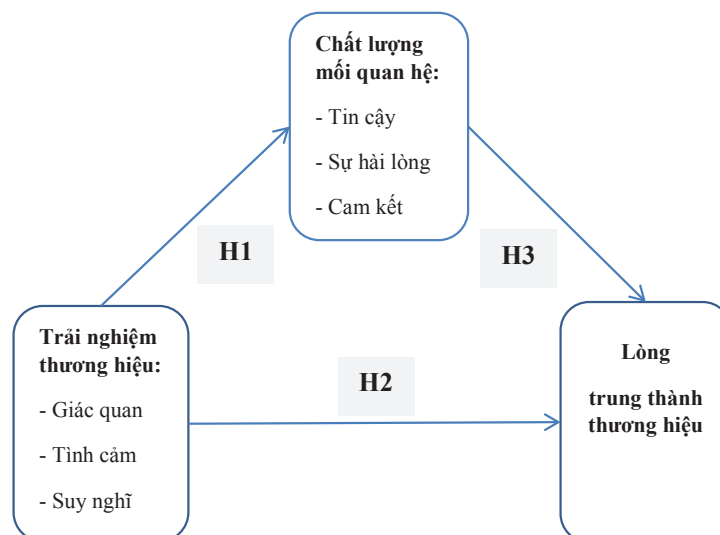 Chất lượng
mối quan hệ:
- Tin cậy
- Sự hài lòng
- Cam kết
H1
H3
Trải nghiệm
thương hiệu:
- Giác quan
- Tình cảm
- Suy nghĩ
H2
Lòng
trung thành
thương hiệu